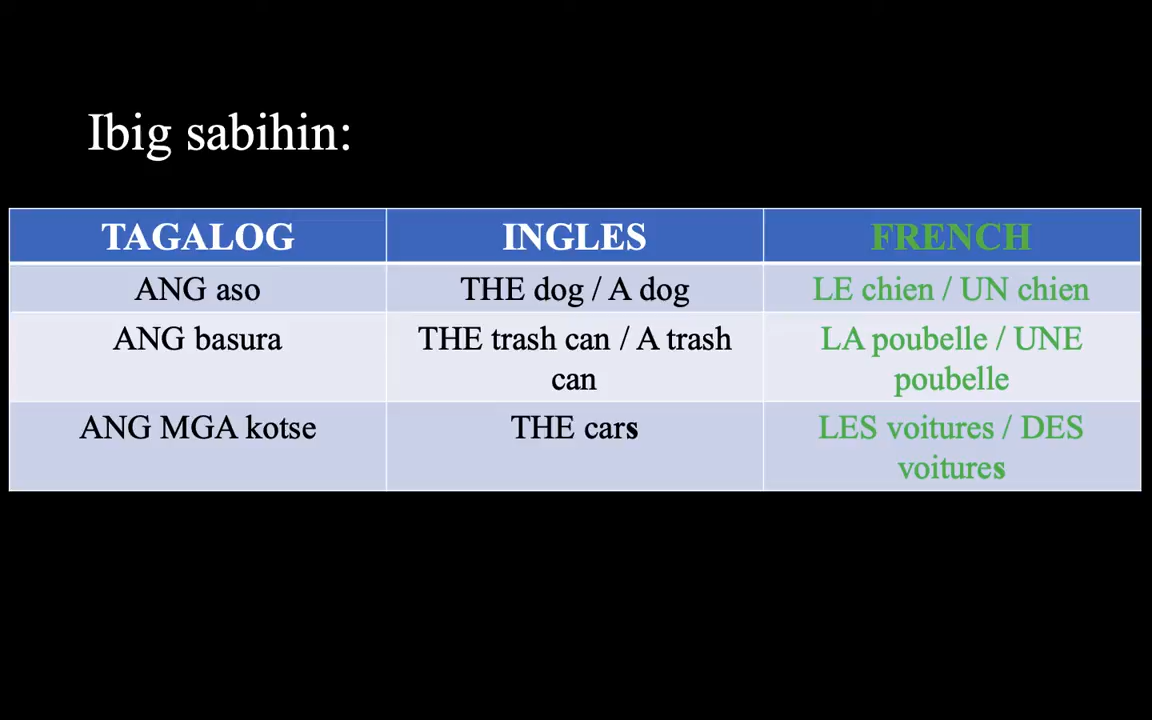 Ibig sabihin:
TAGALOG INGLES FRENCH
ANG aso THE dog / A dog LE chien / UN chien
ANG basura THE trash can / A trash can LA poubelle / UNE poubelle
ANG MGA kotse THE cars LES voitures / DES voitures